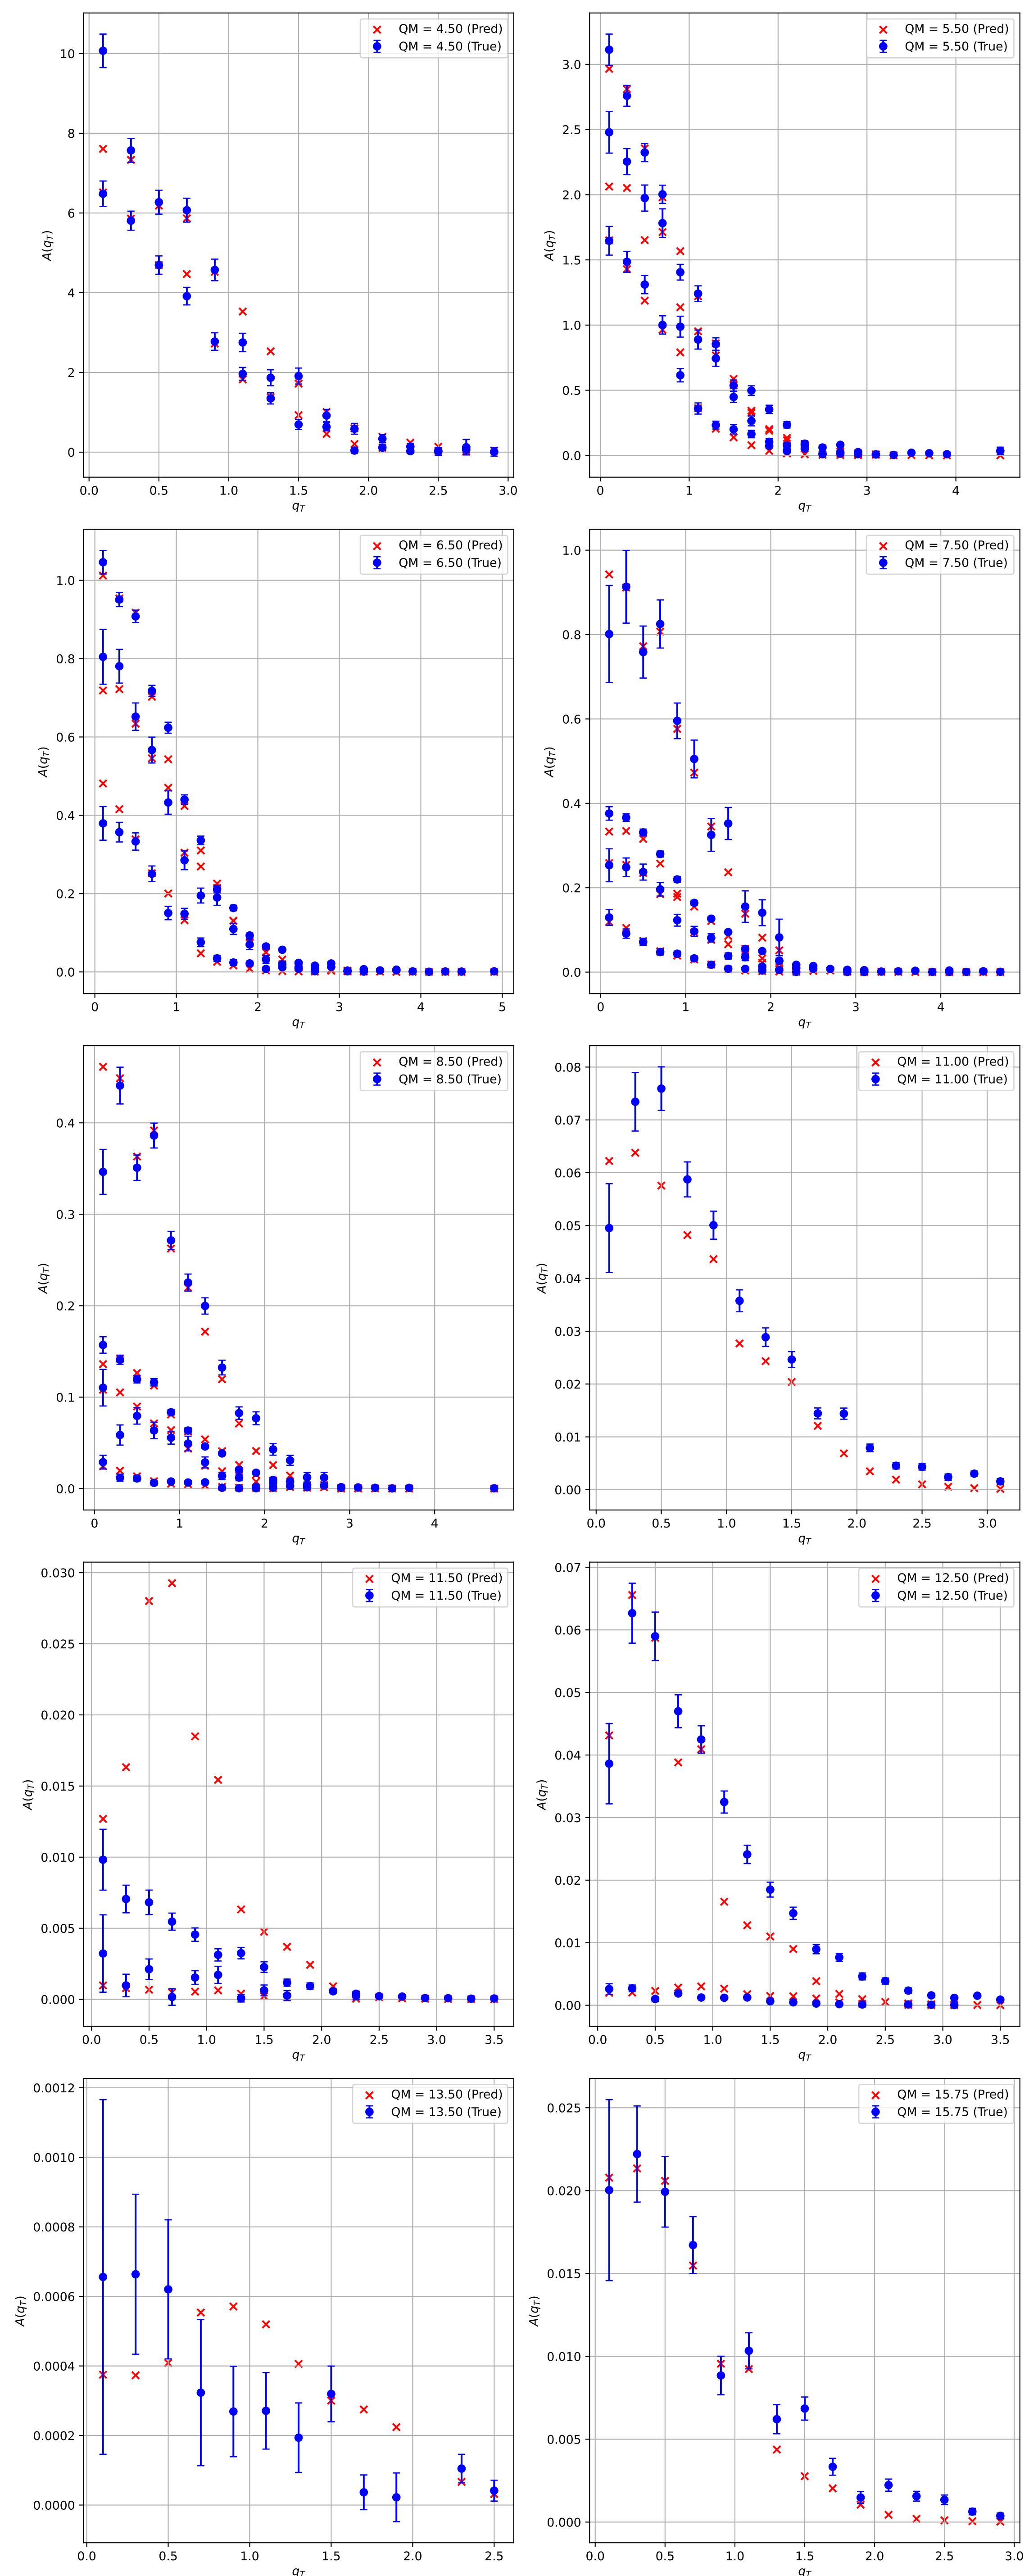 QM = 4.50 (Pred)
QM = 4.50 (True)
10
8
6
4
2
0
A(q_T)
0.0 0.5 1.0 1.5 2.0 2.5 3.0
q_T
QM = 5.50 (Pred)
QM = 5.50 (True)
3.0
2.5
2.0
1.5
1.0
0.5
0.0
A(q_T)
0 1 2 3 4
q_T
QM = 6.50 (Pred)
QM = 6.50 (True)
1.0
0.8
0.6
0.4
0.2
0.0
A(q_T)
0 1 2 3 4 5
q_T
QM = 7.50 (Pred)
QM = 7.50 (True)
1.0
0.8
0.6
0.4
0.2
0.0
A(q_T)
0 1 2 3 4
q_T
QM = 8.50 (Pred)
QM = 8.50 (True)
0.4
0.3
0.2
0.1
0.0
A(q_T)
0 1 2 3 4
q_T
QM = 11.00 (Pred)
QM = 11.00 (True)
0.08
0.07
0.06
0.05
0.04
0.03
0.02
0.01
0.00
A(q_T)
0.0 0.5 1.0 1.5 2.0 2.5 3.0
q_T
QM = 11.50 (Pred)
QM = 11.50 (True)
0.030
0.025
0.020
0.015
0.010
0.005
0.000
A(q_T)
0.0 0.5 1.0 1.5 2.0 2.5 3.0 3.5
q_T
QM = 12.50 (Pred)
QM = 12.50 (True)
0.07
0.06
0.05
0.04
0.03
0.02
0.01
0.00
A(q_T)
0.0 0.5 1.0 1.5 2.0 2.5 3.0 3.5
q_T
QM = 13.50 (Pred)
QM = 13.50 (True)
0.0012
0.0010
0.0008
0.0006
0.0004
0.0002
0.0000
A(q_T)
0.0 0.5 1.0 1.5 2.0 2.5
q_T
QM = 15.75 (Pred)
QM = 15.75 (True)
0.025
0.020
0.015
0.010
0.005
0.000
A(q_T)
0.0 0.5 1.0 1.5 2.0 2.5 3.0
q_T